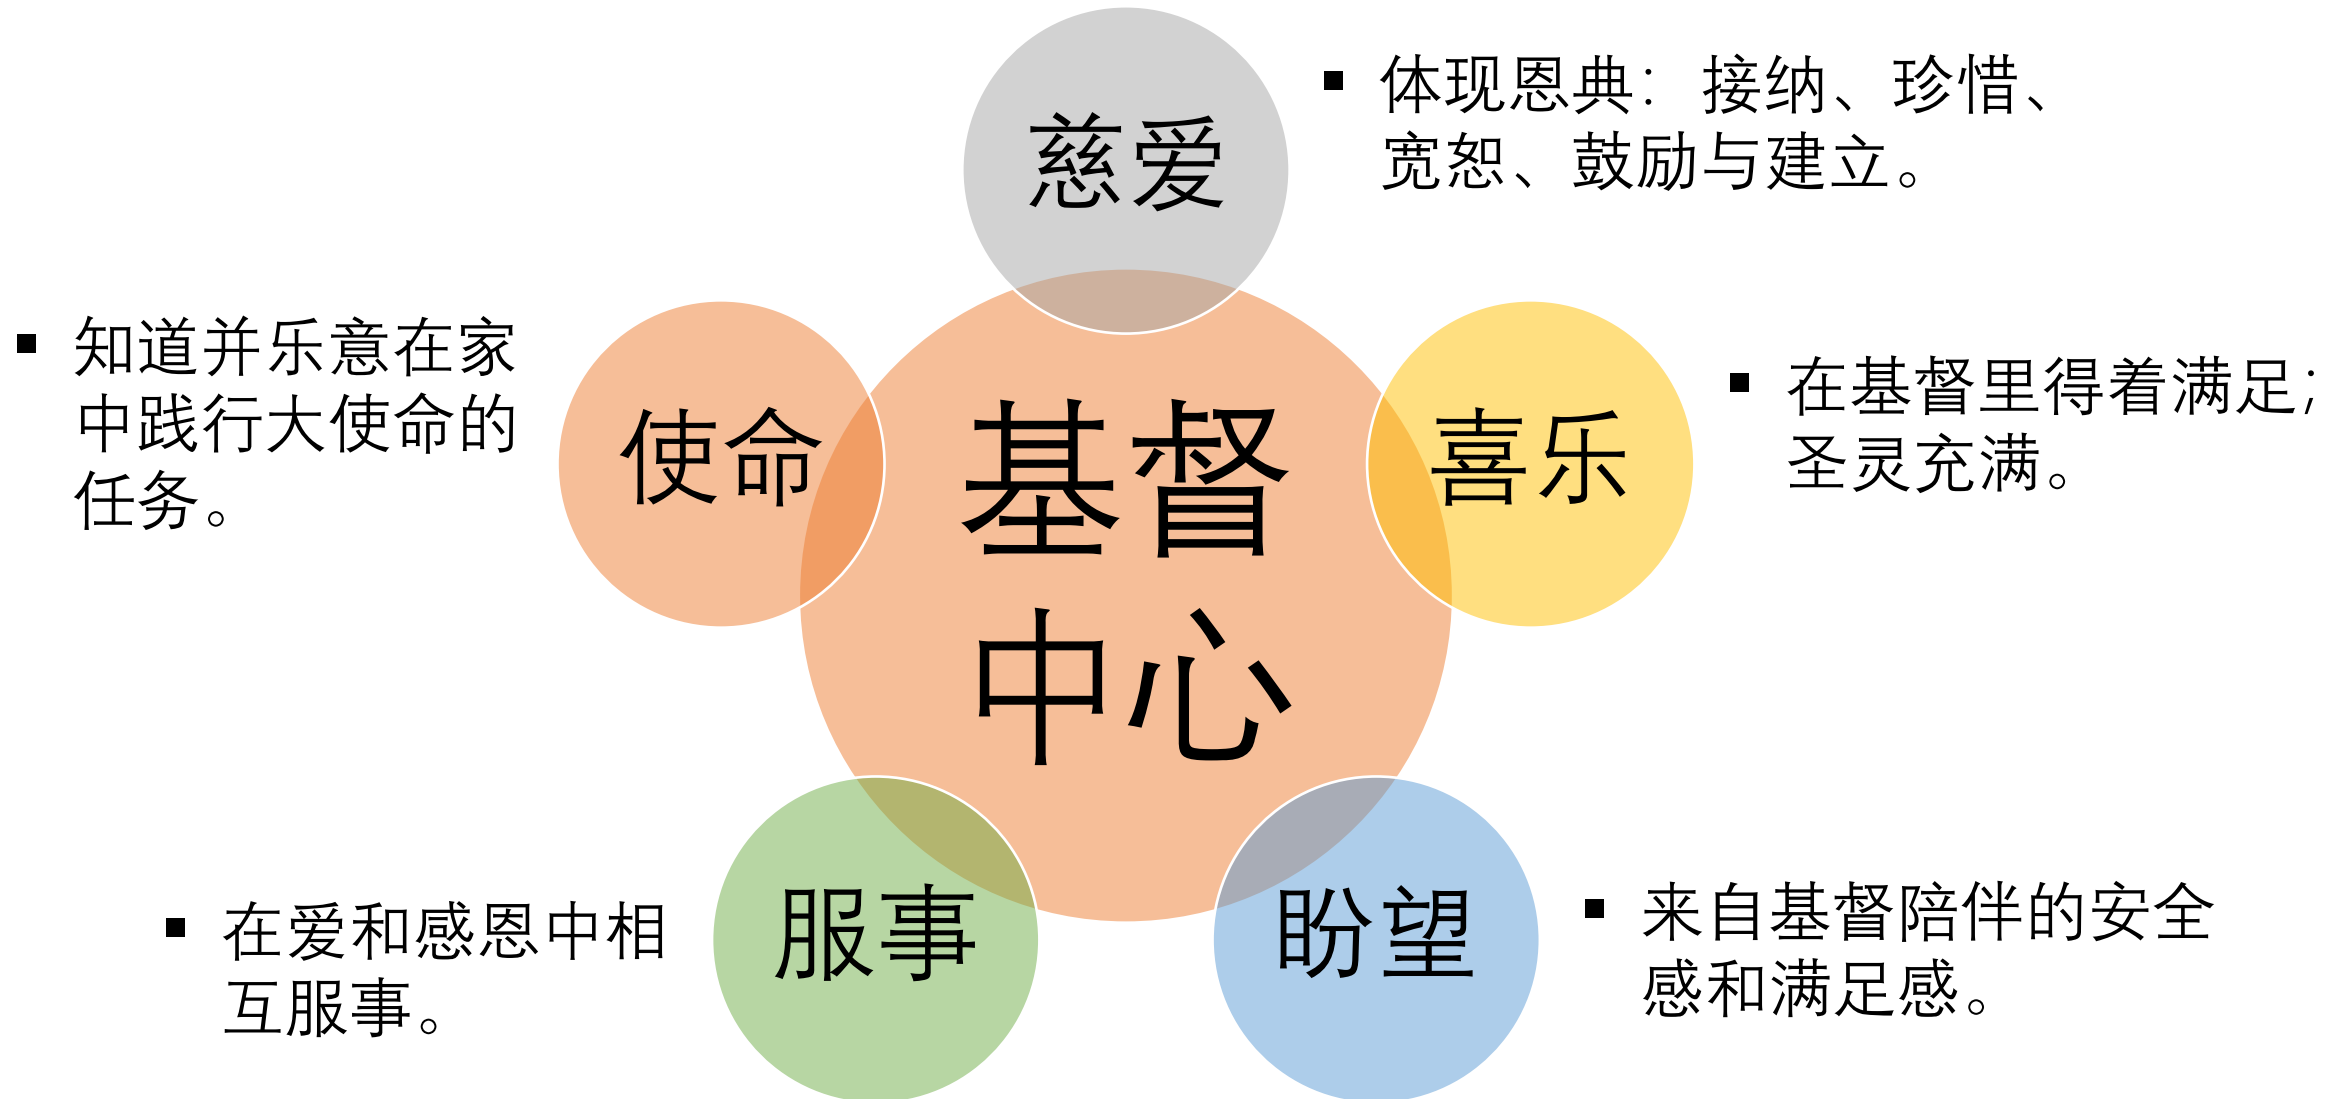 慈爱
▪ 体现恩典：接纳、珍惜、
宽恕、鼓励与建立。
▪ 知道并乐意在家
中践行大使命的
任务。
使命
基督
中心
喜乐
▪ 在基督里得着满足；
圣灵充满。
▪ 在爱和感恩中相
互服事。
服事
盼望
▪ 来自基督陪伴的安全
感和满足感。